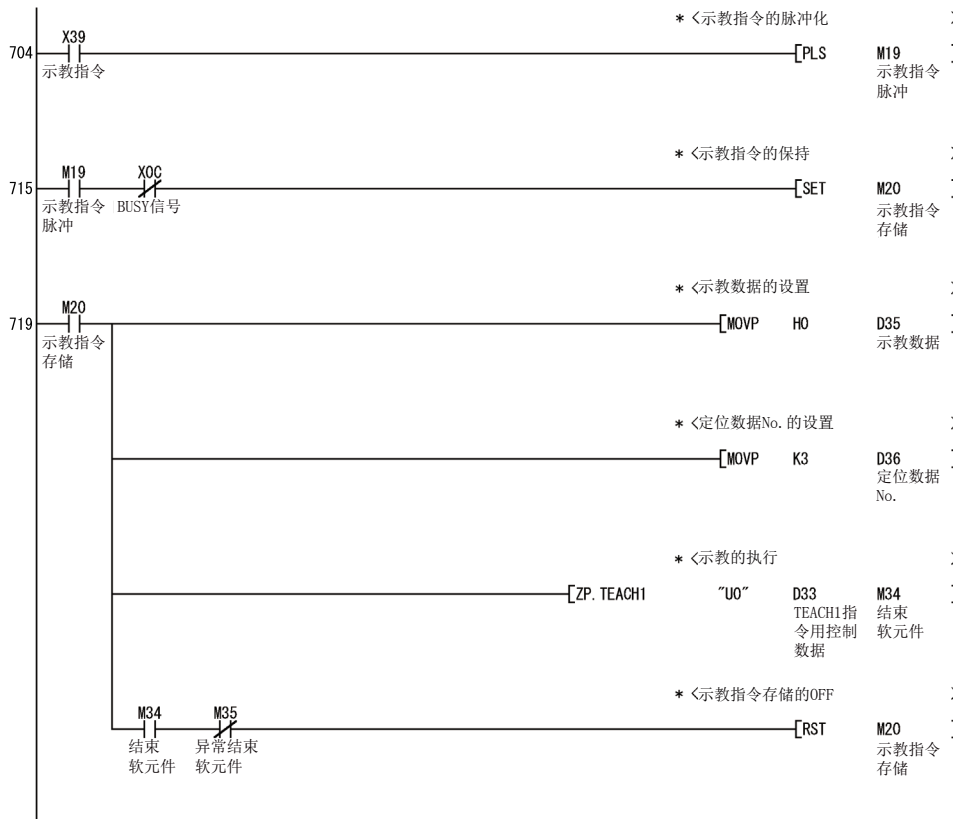 * <示教指令的脉冲化 >
X39
704 [PLS M19 ]
示教指令 示教指令
脉冲
* <示教指令的保持 >
M19 X0C
715 [SET M20 ]
示教指令 BUSY信号 示教指令
脉冲 存储
* <示教数据的设置 >
M20
719 [MOVP H0 D35 ]
示教指令 示教数据
存储
* <定位数据No.的设置 >
[MOVP K3 D36 ]
定位数据
No.
* <示教的执行 >
[ZP.TEACH1 "U0" D33 M34 ]
TEACH1指 结束
令用控制 软元件
数据
* <示教指令存储的OFF >
M34 M35
[RST M20 ]
结束 异常结束 示教指令
软元件 软元件 存储